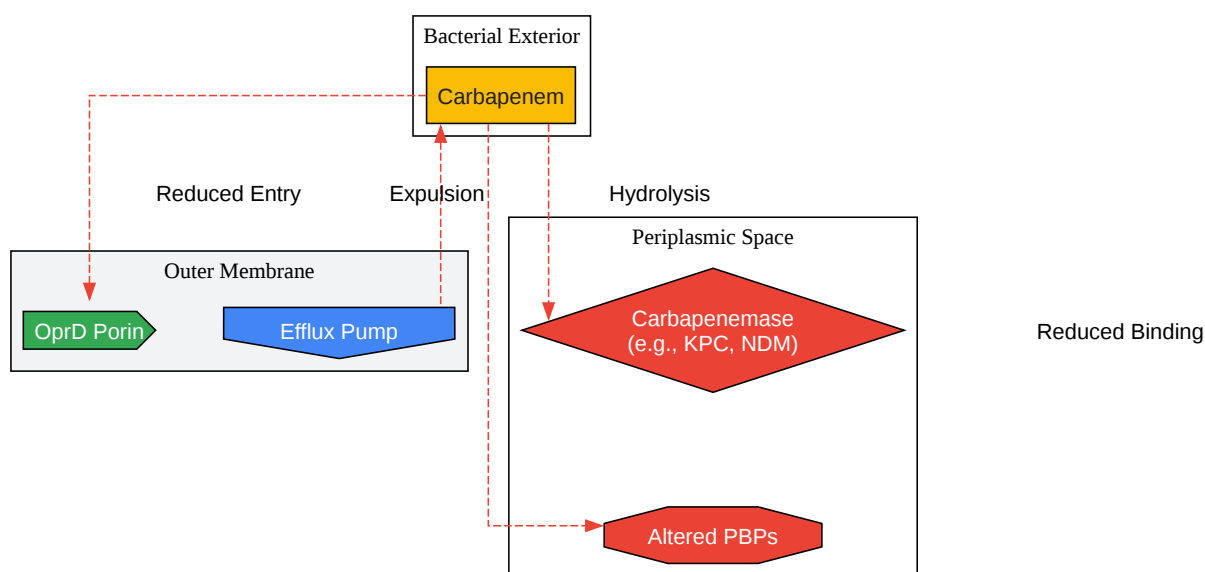 Bacterial Exterior
Carbapenem
Reduced Entry
Expulsion
Hydrolysis
Periplasmic Space
Outer Membrane
OprD Porin
Efflux Pump
Carbapenemase
(e.g., KPC, NDM)
Reduced Binding
Altered PBPs